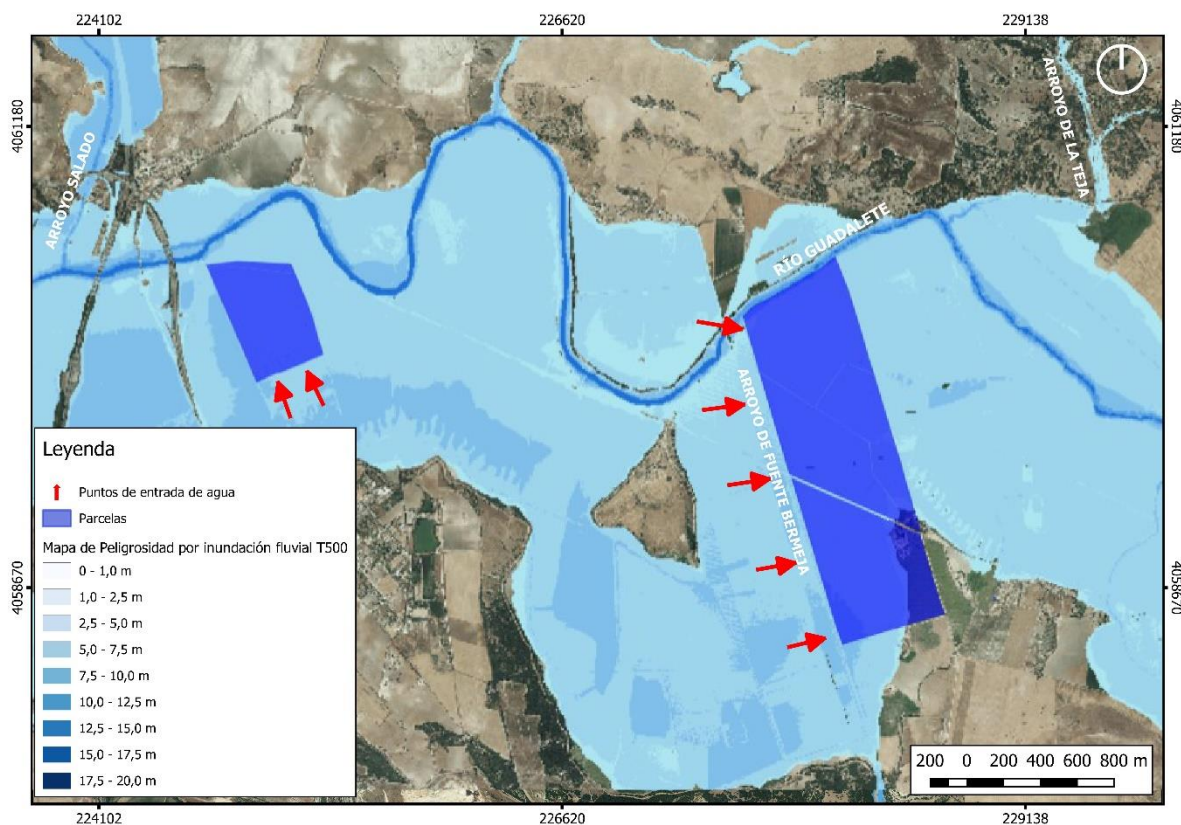 224102
226620
229138
4061180
4061180
ARROYO SALADO
ARROYO DE LA TEJA
RÍO GUADALETE
ARROYO DE FUENTE BERMEJA
Leyenda
Puntos de entrada de agua
Parcelas
Mapa de Peligrosidad por inundación fluvial T500
0 - 1,0 m
1,0 - 2,5 m
2,5 - 5,0 m
5,0 - 7,5 m
7,5 - 10,0 m
10,0 - 12,5 m
12,5 - 15,0 m
15,0 - 17,5 m
17,5 - 20,0 m
4058670
4058670
200 0 200 400 600 800 m
224102
226620
229138